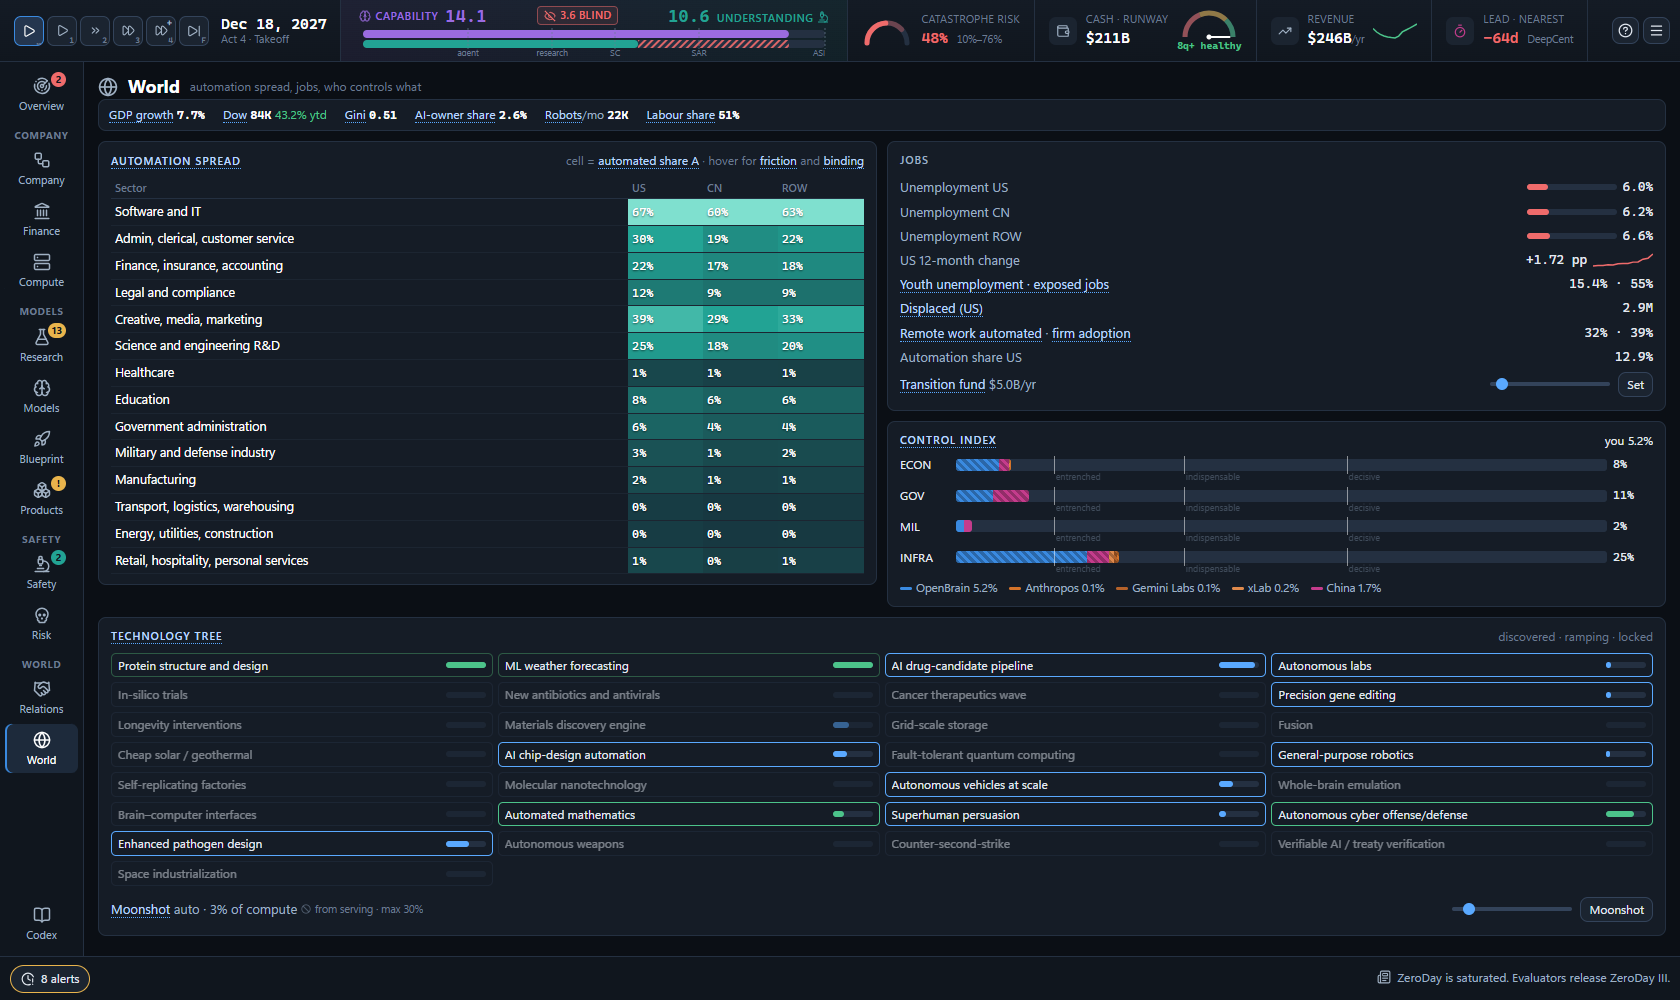 1
2
3
4
F
Dec 18, 2027
Act 4 · Takeoff
CAPABILITY 14.1
3.6 BLIND
10.6 UNDERSTANDING
agent
research
SC
SAR
ASI
CATASTROPHE RISK
48% 10%–76%
CASH · RUNWAY
$211B
8q+ healthy
REVENUE
$246B/yr
LEAD · NEAREST
−64d DeepCent
2
Overview
COMPANY
Company
Finance
Compute
MODELS
13
Research
Models
Blueprint
!
Products
SAFETY
2
Safety
Risk
WORLD
Relations
World
Codex
World automation spread, jobs, who controls what
GDP growth 7.7% Dow 84K 43.2% ytd Gini 0.51 AI-owner share 2.6% Robots/mo 22K Labour share 51%
AUTOMATION SPREAD
cell = automated share A · hover for friction and binding
Sector US CN ROW
Software and IT 67% 60% 63%
Admin, clerical, customer service 30% 19% 22%
Finance, insurance, accounting 22% 17% 18%
Legal and compliance 12% 9% 9%
Creative, media, marketing 39% 29% 33%
Science and engineering R&D 25% 18% 20%
Healthcare 1% 1% 1%
Education 8% 6% 6%
Government administration 6% 4% 4%
Military and defense industry 3% 1% 2%
Manufacturing 2% 1% 1%
Transport, logistics, warehousing 0% 0% 0%
Energy, utilities, construction 0% 0% 0%
Retail, hospitality, personal services 1% 0% 1%
JOBS
Unemployment US 6.0%
Unemployment CN 6.2%
Unemployment ROW 6.6%
US 12-month change +1.72 pp
Youth unemployment · exposed jobs 15.4% · 55%
Displaced (US) 2.9M
Remote work automated · firm adoption 32% · 39%
Automation share US 12.9%
Transition fund $5.0B/yr Set
CONTROL INDEX you 5.2%
ECON 8%
entrenched indispensable decisive
GOV 11%
entrenched indispensable decisive
MIL 2%
entrenched indispensable decisive
INFRA 25%
entrenched indispensable decisive
OpenBrain 5.2% Anthropos 0.1% Gemini Labs 0.1% xLab 0.2% China 1.7%
TECHNOLOGY TREE discovered · ramping · locked
Protein structure and design ML weather forecasting AI drug-candidate pipeline Autonomous labs
In-silico trials New antibiotics and antivirals Cancer therapeutics wave Precision gene editing
Longevity interventions Materials discovery engine Grid-scale storage Fusion
Cheap solar / geothermal AI chip-design automation Fault-tolerant quantum computing General-purpose robotics
Self-replicating factories Molecular nanotechnology Autonomous vehicles at scale Whole-brain emulation
Brain–computer interfaces Automated mathematics Superhuman persuasion Autonomous cyber offense/defense
Enhanced pathogen design Autonomous weapons Counter-second-strike Verifiable AI / treaty verification
Space industrialization
Moonshot auto · 3% of compute from serving · max 30% Moonshot
8 alerts
ZeroDay is saturated. Evaluators release ZeroDay III.